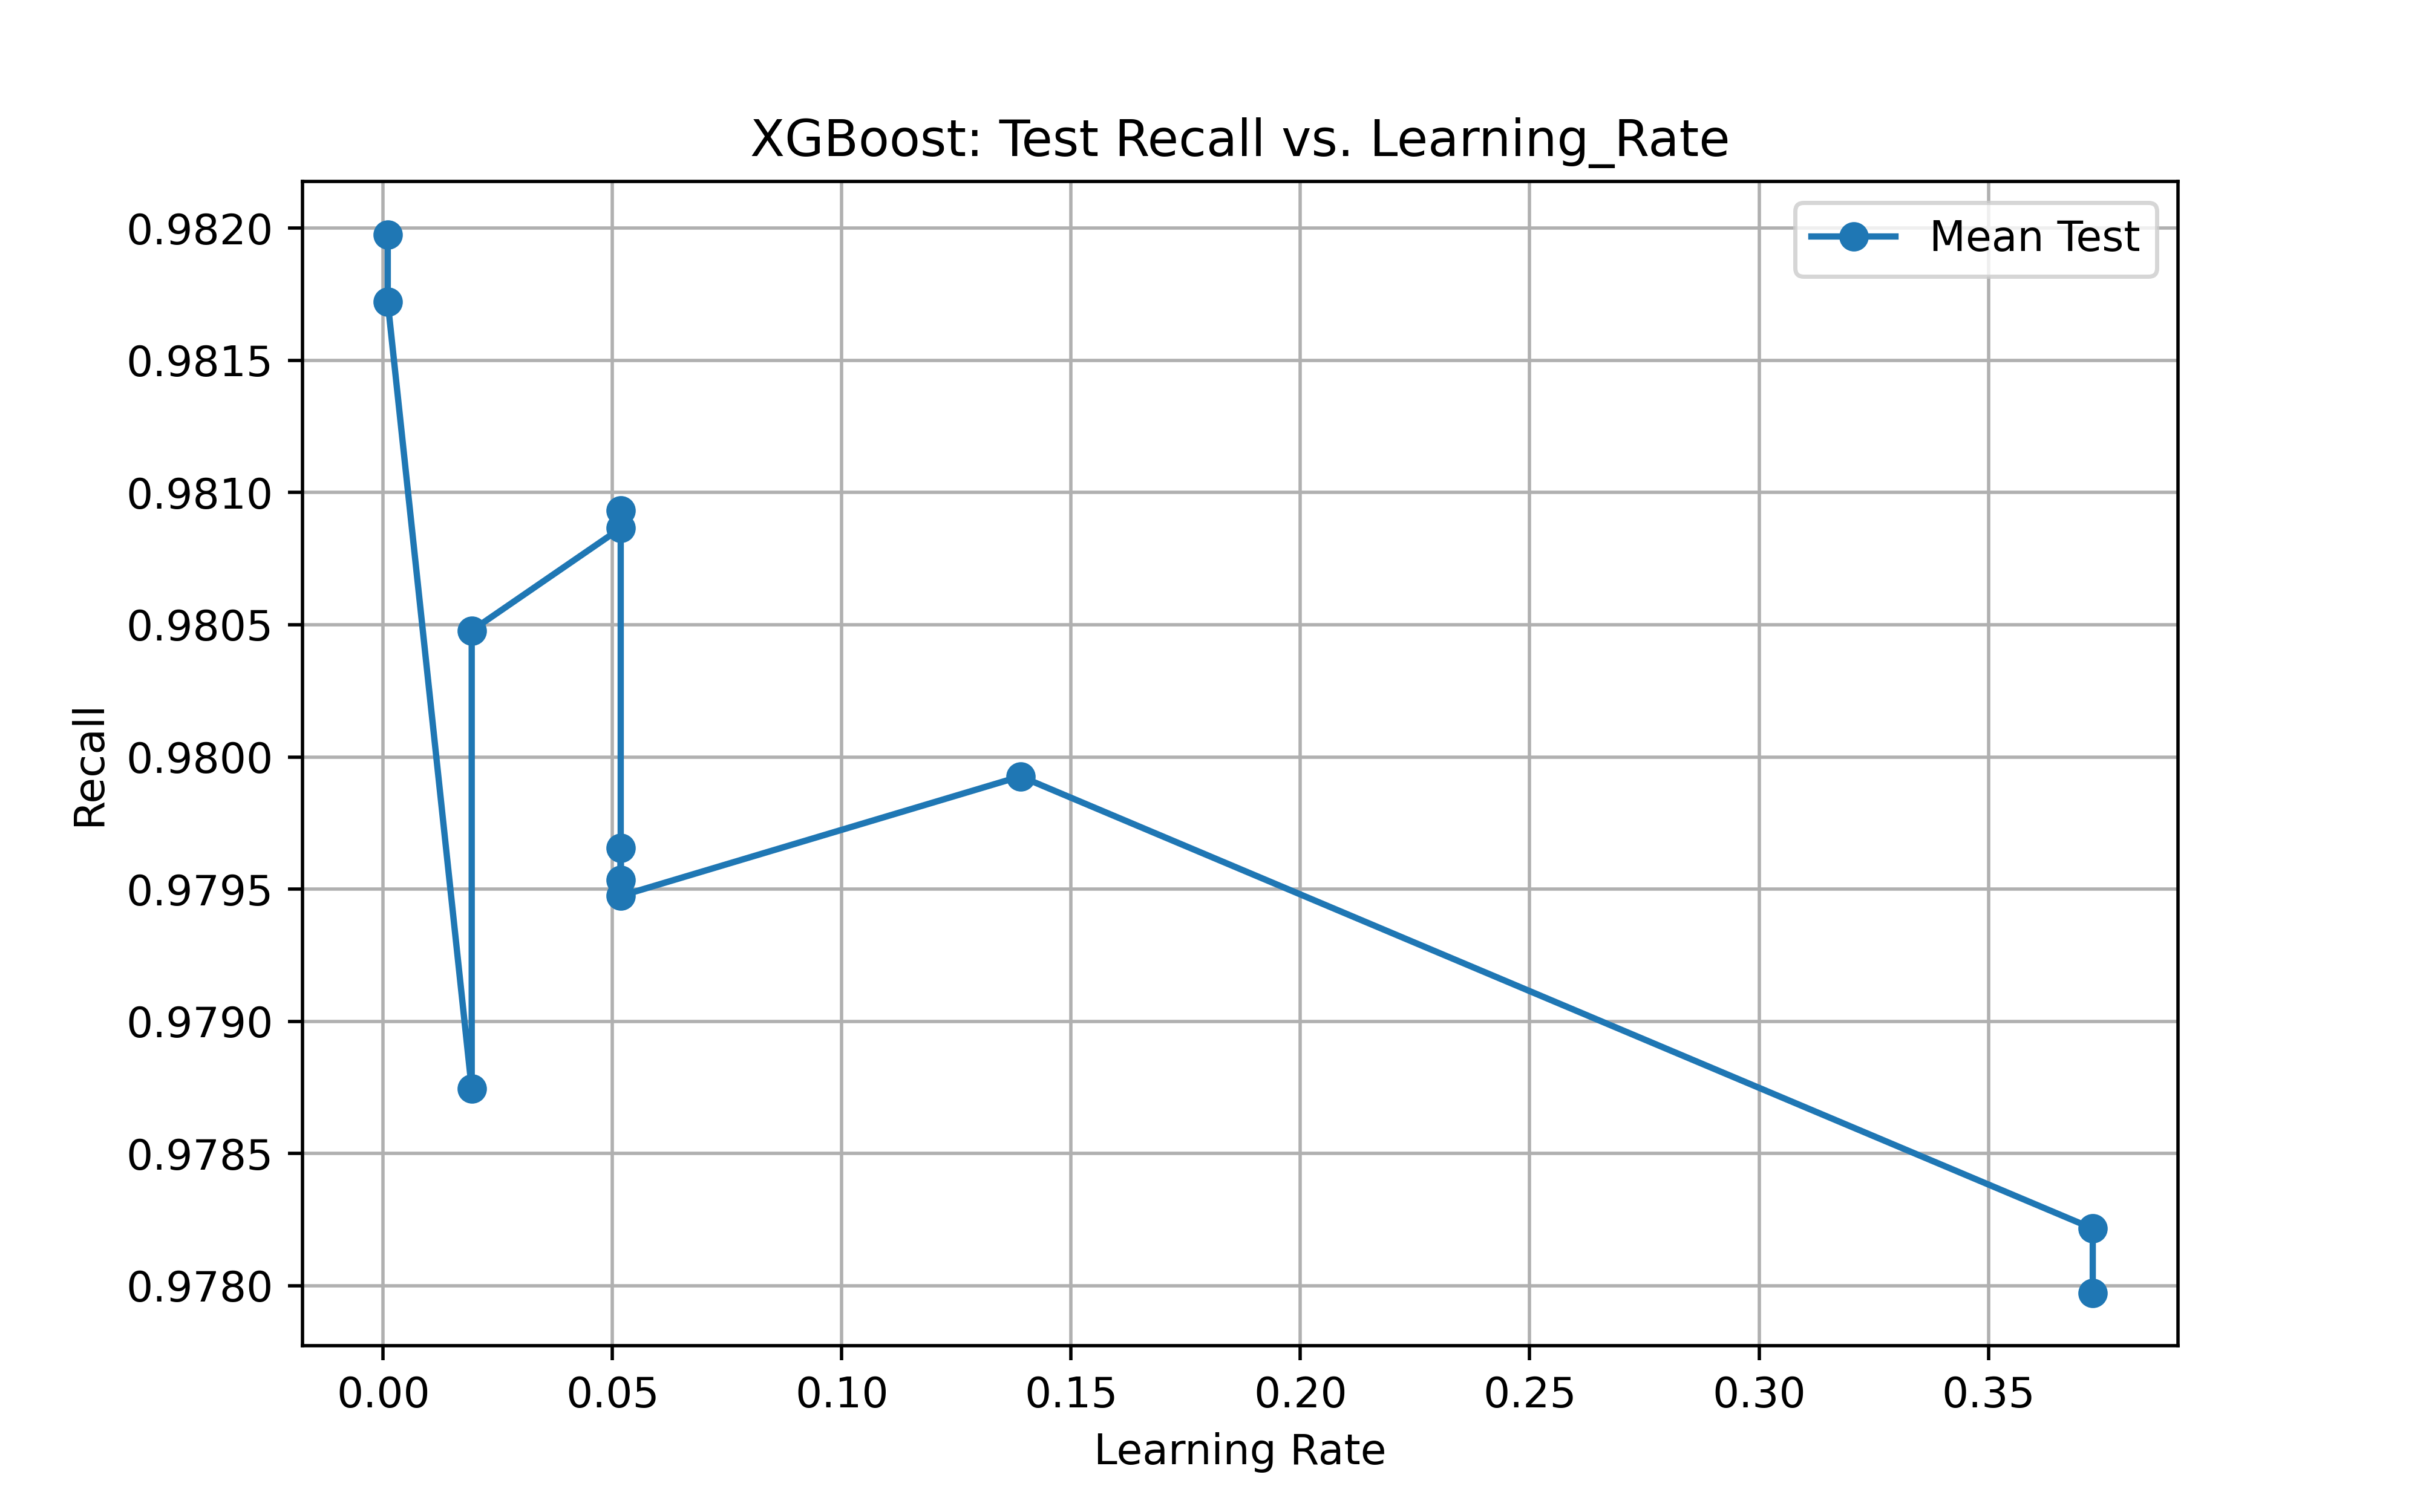 XGBoost: Test Recall vs. Learning_Rate
Mean Test
0.9820
0.9815
0.9810
0.9805
0.9800
0.9795
0.9790
0.9785
0.9780
Recall
0.00 0.05 0.10 0.15 0.20 0.25 0.30 0.35
Learning Rate